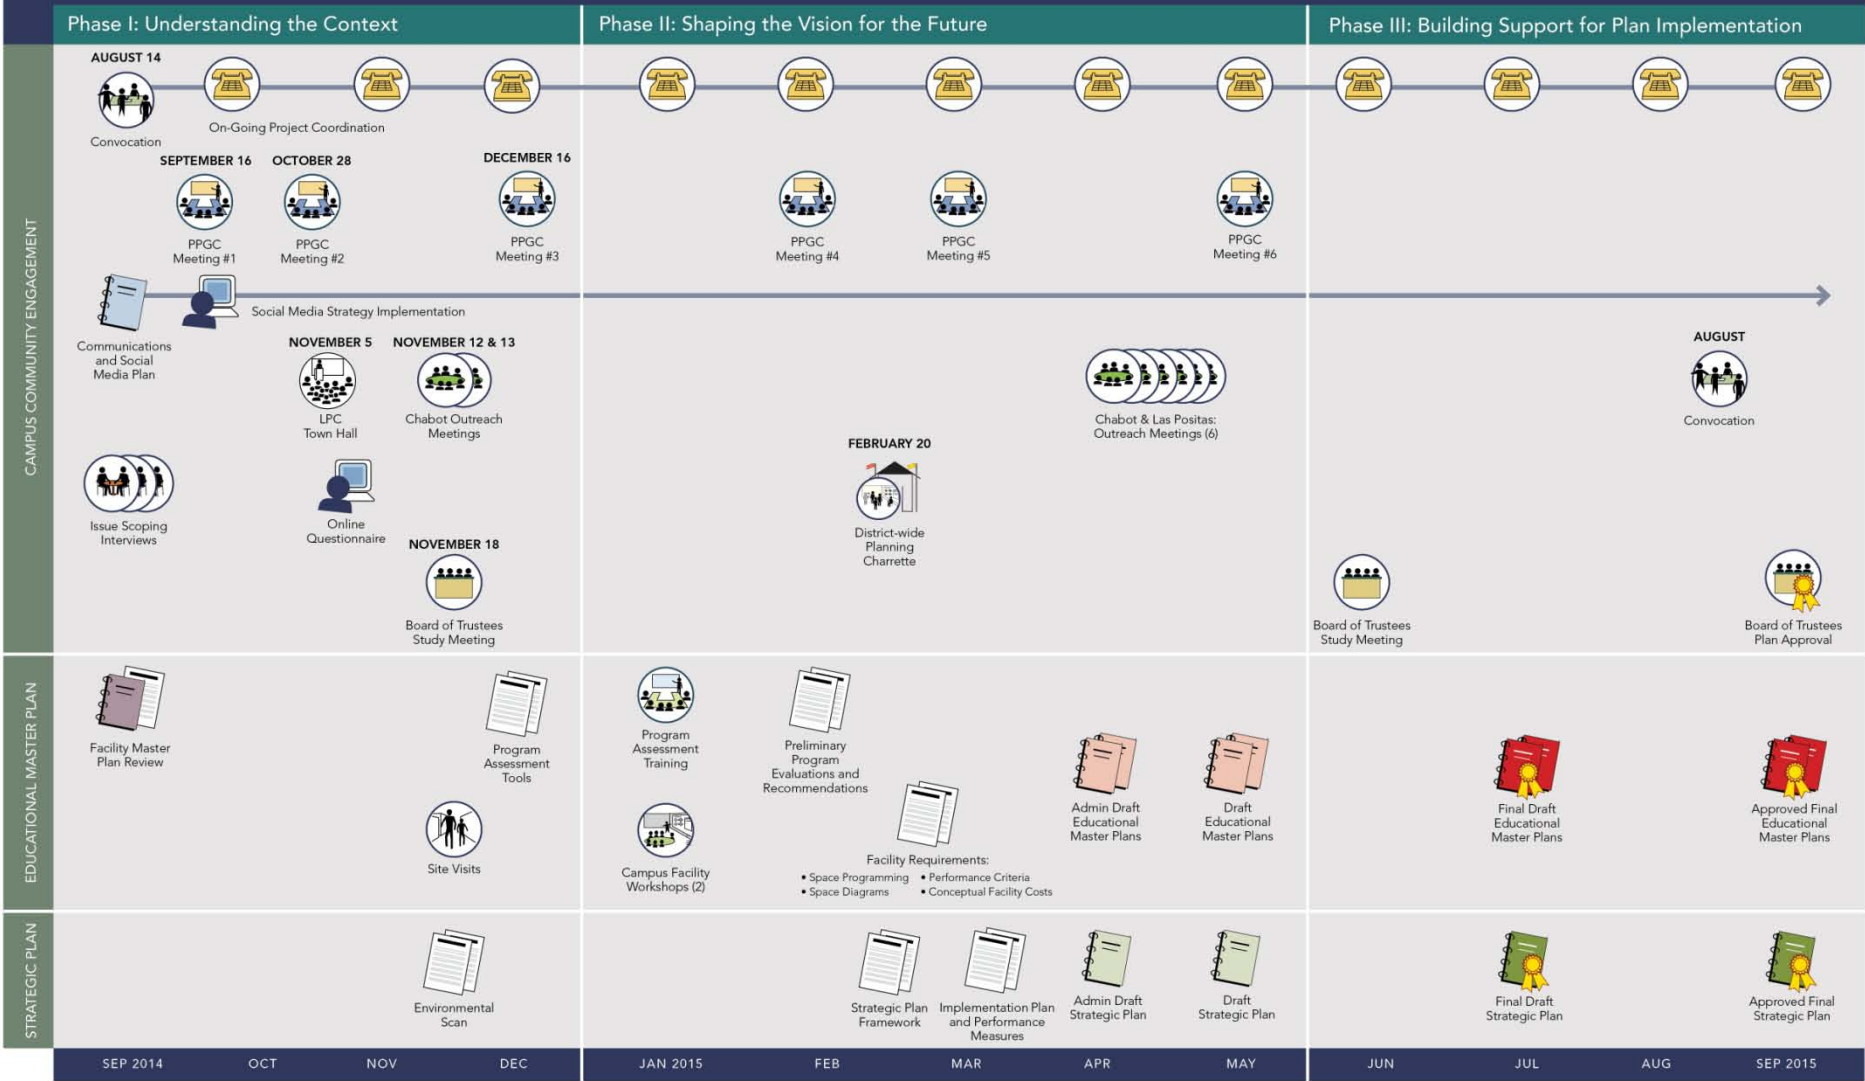 Phase I: Understanding the Context
Phase II: Shaping the Vision for the Future
Phase III: Building Support for Plan Implementation
CAMPUS COMMUNITY ENGAGEMENT
AUGUST 14
Convocation
On-Going Project Coordination
SEPTEMBER 16
PPGC
Meeting #1
OCTOBER 28
PPGC
Meeting #2
DECEMBER 16
PPGC
Meeting #3
PPGC
Meeting #4
PPGC
Meeting #5
PPGC
Meeting #6
Communications
and Social
Media Plan
Social Media Strategy Implementation
NOVEMBER 5
LPC
Town Hall
NOVEMBER 12 & 13
Chabot Outreach
Meetings
Chabot & Las Positas:
Outreach Meetings (6)
AUGUST
Convocation
Issue Scoping
Interviews
Online
Questionnaire
NOVEMBER 18
Board of Trustees
Study Meeting
FEBRUARY 20
District-wide
Planning
Charrette
Board of Trustees
Study Meeting
Board of Trustees
Plan Approval
EDUCATIONAL MASTER PLAN
Facility Master
Plan Review
Program
Assessment
Tools
Site Visits
Program
Assessment
Training
Campus Facility
Workshops (2)
Preliminary
Program
Evaluations and
Recommendations
Facility Requirements:
• Space Programming • Performance Criteria
• Space Diagrams • Conceptual Facility Costs
Admin Draft
Educational
Master Plans
Draft
Educational
Master Plans
Final Draft
Educational
Master Plans
Approved Final
Educational
Master Plans
STRATEGIC PLAN
Environmental
Scan
Strategic Plan
Framework
Implementation Plan
and Performance
Measures
Admin Draft
Strategic Plan
Draft
Strategic Plan
Final Draft
Strategic Plan
Approved Final
Strategic Plan
SEP 2014
OCT
NOV
DEC
JAN 2015
FEB
MAR
APR
MAY
JUN
JUL
AUG
SEP 2015